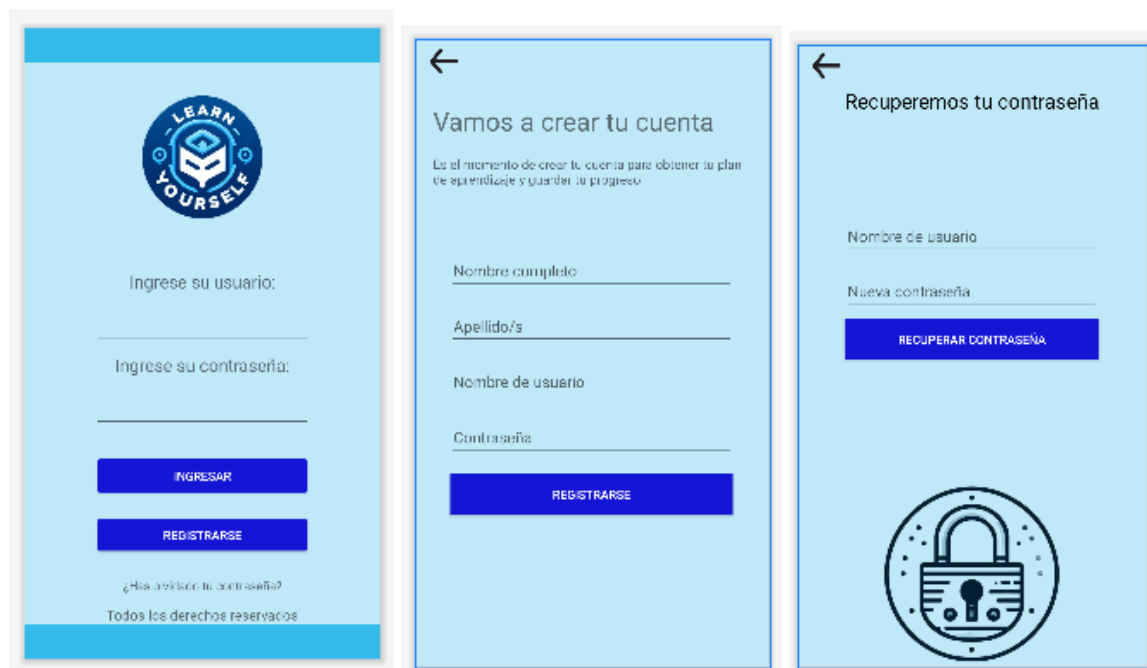 LEARN
YOURSELF
Ingrese su usuario:
Ingrese su contraseña:
INGRESAR
REGISTRARSE
¿Has olvidado tu contraseña?
Todos los derechos reservados
Vamos a crear tu cuenta
Es el momento de crear tu cuenta para obtener tu plan
de aprendizaje y guardar tu progreso
Nombre completo
Apellido/s
Nombre de usuario
Contraseña
REGISTRARSE
Recuperemos tu contraseña
Nombre de usuario
Nueva contraseña
RECUPERAR CONTRASEÑA